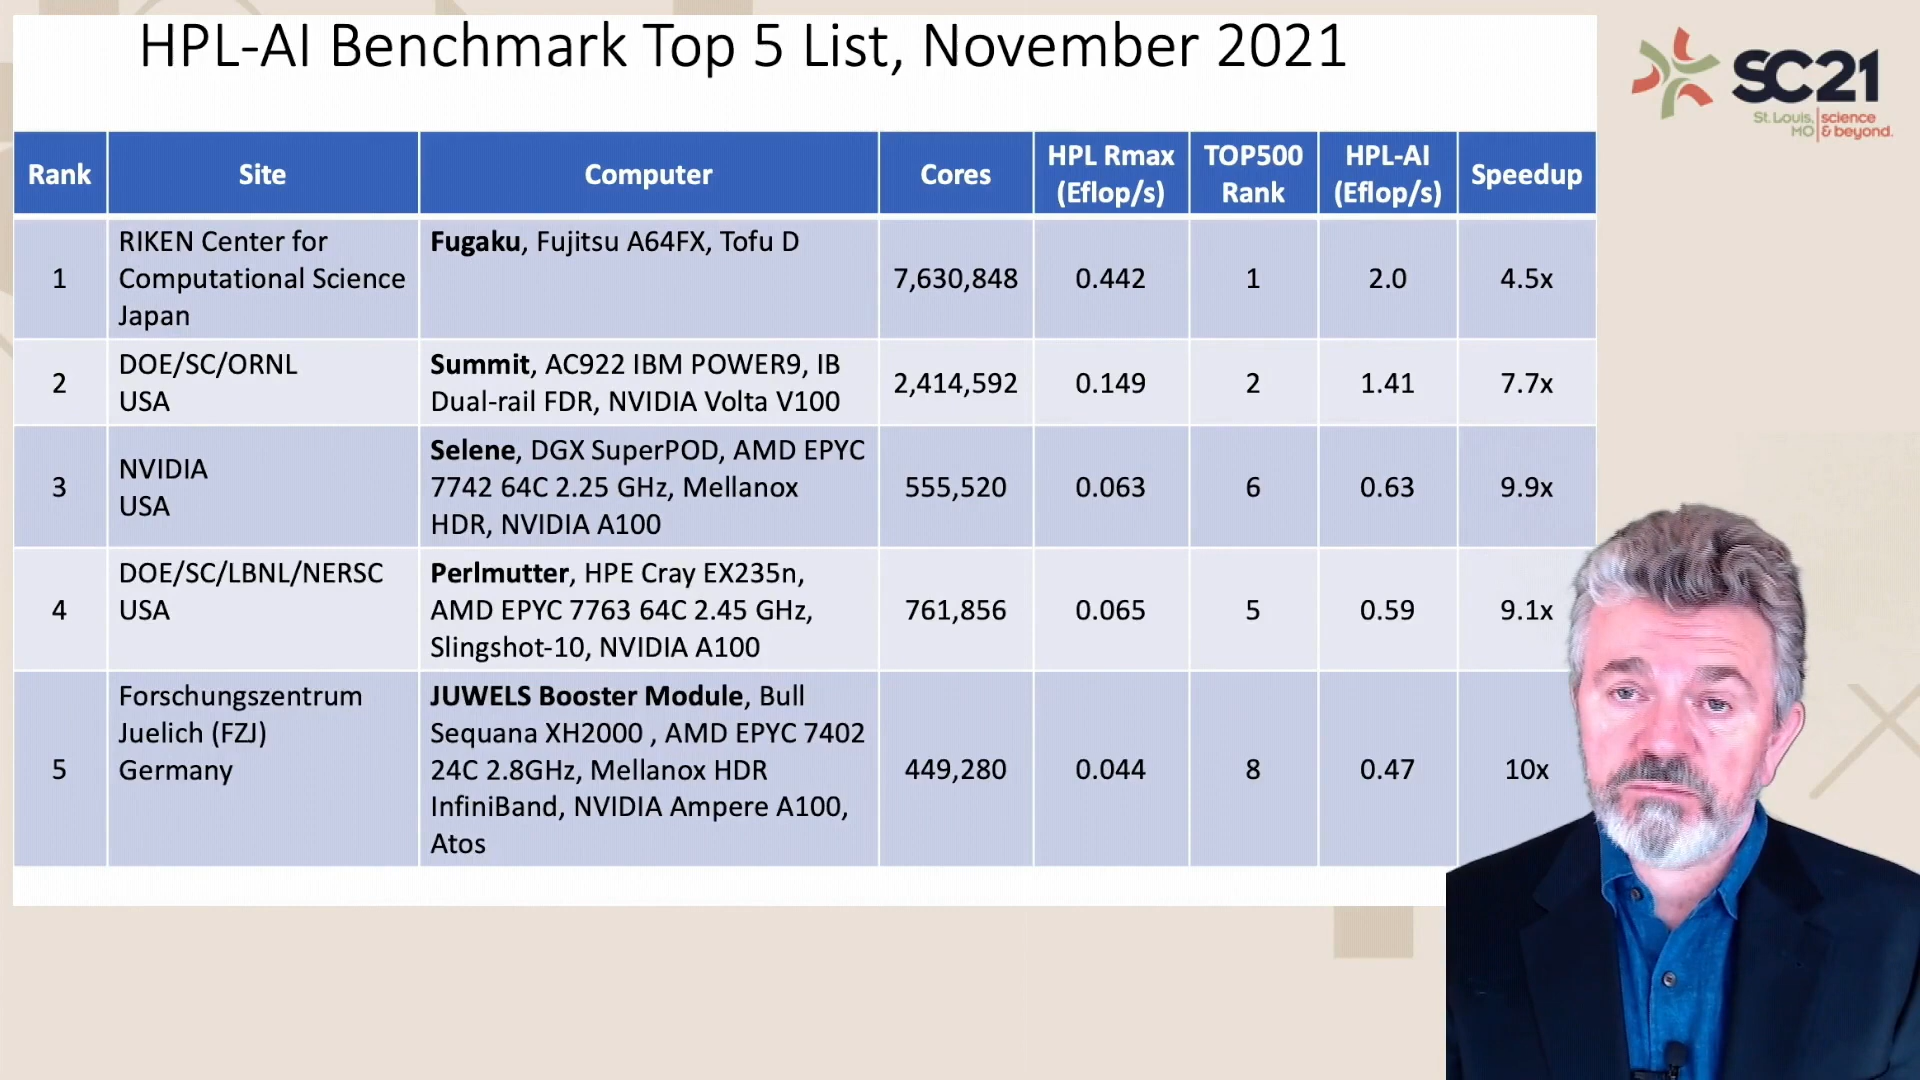 HPL-AI Benchmark Top 5 List, November 2021
SC21
St. Louis, MO | science & beyond.
Rank Site Computer Cores HPL Rmax (Eflop/s) TOP500 Rank HPL-AI (Eflop/s) Speedup
1
RIKEN Center for
Computational Science
Japan
Fugaku, Fujitsu A64FX, Tofu D
7,630,848 0.442 1 2.0 4.5x
2
DOE/SC/ORNL
USA
Summit, AC922 IBM POWER9, IB
Dual-rail FDR, NVIDIA Volta V100
2,414,592 0.149 2 1.41 7.7x
3
NVIDIA
USA
Selene, DGX SuperPOD, AMD EPYC
7742 64C 2.25 GHz, Mellanox
HDR, NVIDIA A100
555,520 0.063 6 0.63 9.9x
4
DOE/SC/LBNL/NERSC
USA
Perlmutter, HPE Cray EX235n,
AMD EPYC 7763 64C 2.45 GHz,
Slingshot-10, NVIDIA A100
761,856 0.065 5 0.59 9.1x
5
Forschungszentrum
Juelich (FZJ)
Germany
JUWELS Booster Module, Bull
Sequana XH2000 , AMD EPYC 7402
24C 2.8GHz, Mellanox HDR
InfiniBand, NVIDIA Ampere A100,
Atos
449,280 0.044 8 0.47 10x